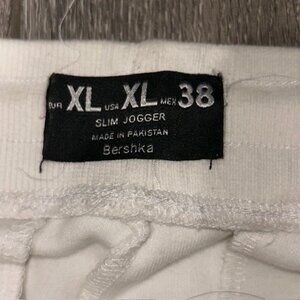 EUR XL USA XL MEX 38
SLIM JOGGER
MADE IN PAKISTAN
Bershka